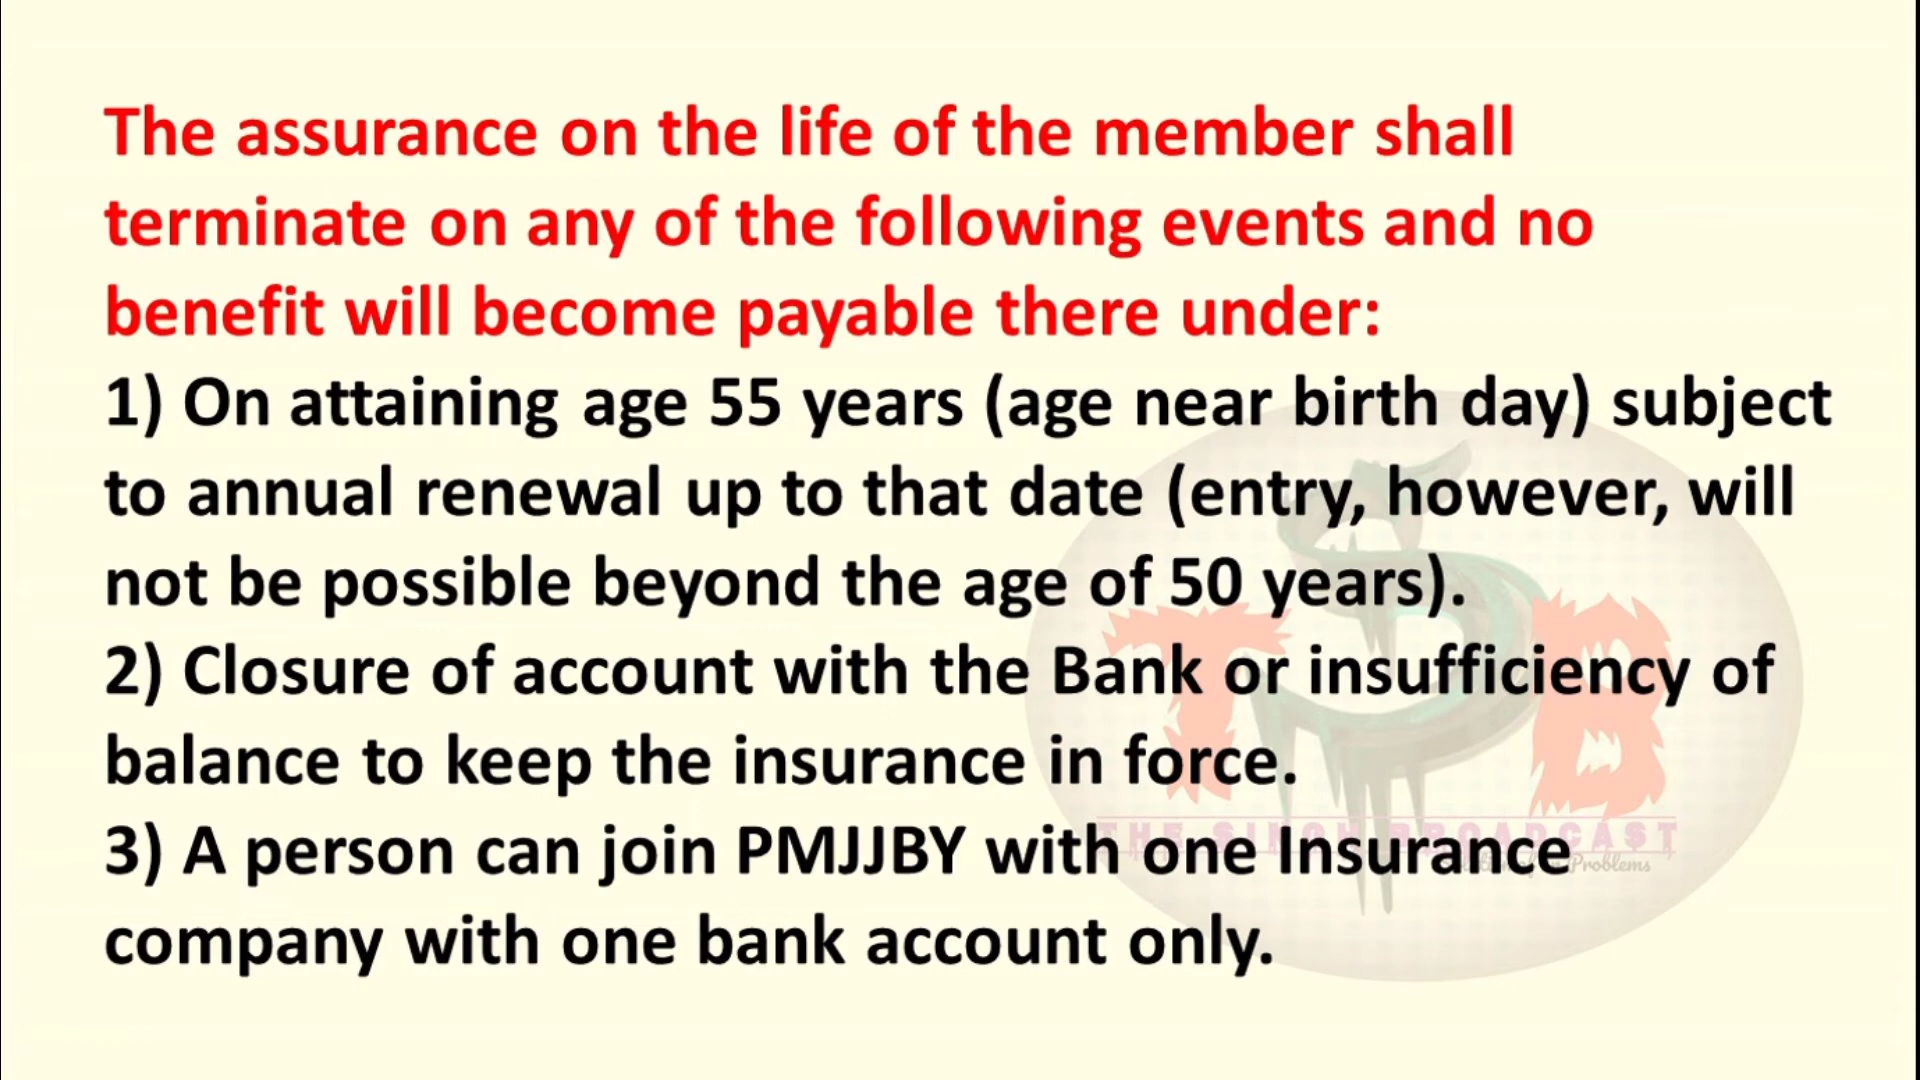 The assurance on the life of the member shall
terminate on any of the following events and no
benefit will become payable there under:
1) On attaining age 55 years (age near birth day) subject
to annual renewal up to that date (entry, however, will
not be possible beyond the age of 50 years).
2) Closure of account with the Bank or insufficiency of
balance to keep the insurance in force.
3) A person can join PMJJBY with one Insurance
company with one bank account only.
T S B
THE SINGH BROADCAST
Problems